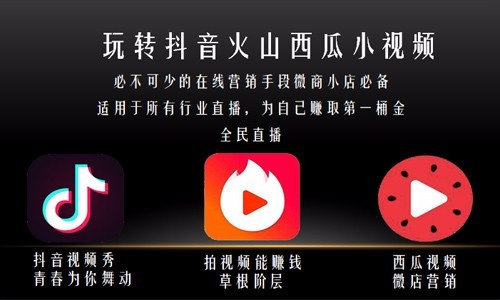 玩转抖音火山西瓜小视频
必不可少的在线营销手段微商小店必备
适用于所有行业直播，为自己赚取第一桶金
全民直播
抖音视频秀
青春为你舞动
拍视频能赚钱
草根阶层
西瓜视频
微店营销